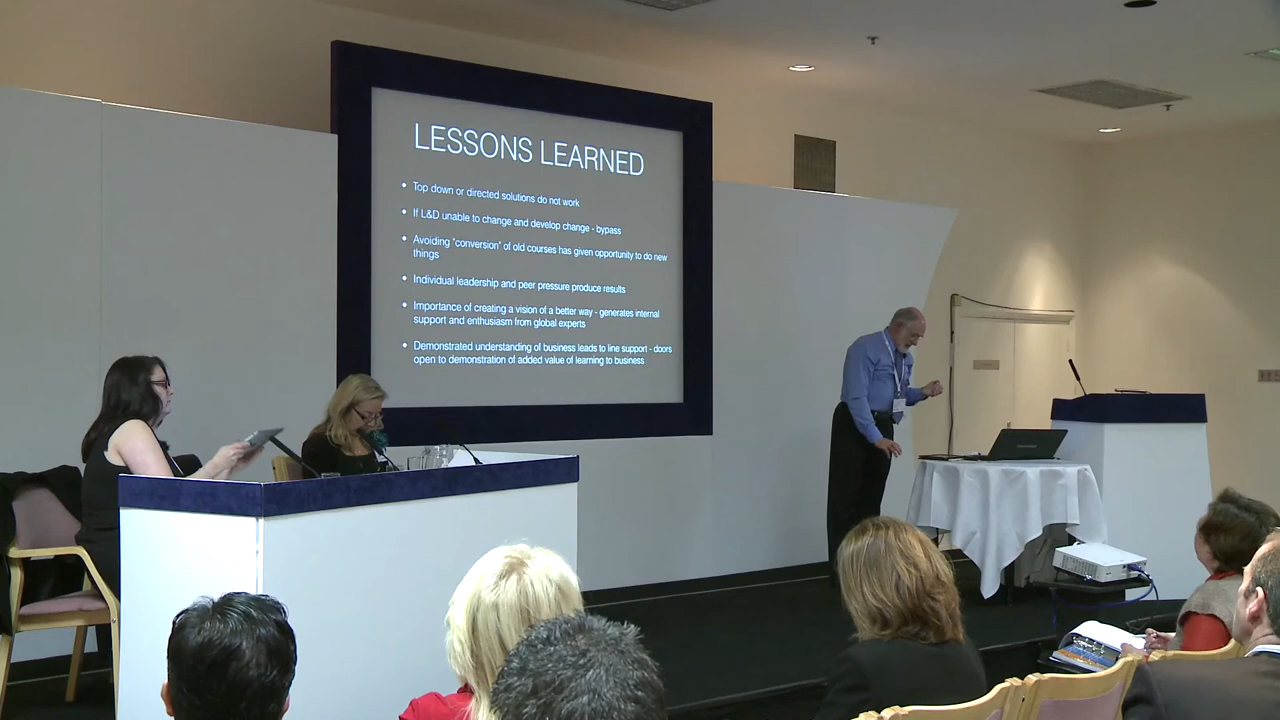 LESSONS LEARNED
• Top down or directed solutions do not work
• If L&D unable to change and develop change - bypass
• Avoiding "conversion" of old courses has given opportunity to do new
things
• Individual leadership and peer pressure produce results
• Importance of creating a vision of a better way - generates internal
support and enthusiasm from global experts
• Demonstrated understanding of business leads to line support - doors
open to demonstration of added value of learning to business